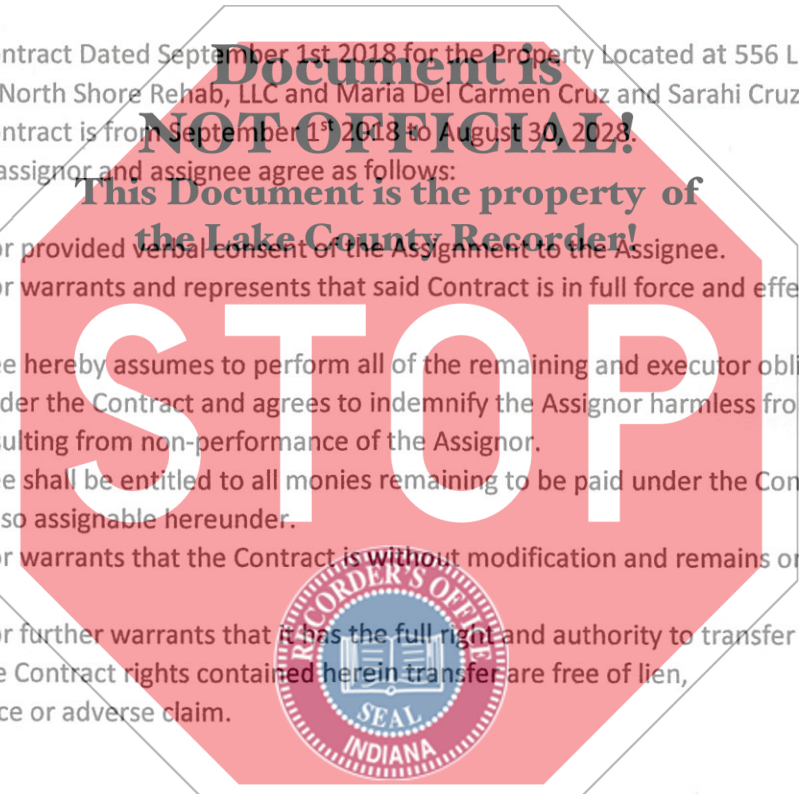 ntract Dated September 1st 2018 for the Property Located at 556 L
Document is
North Shore Rehab, LLC and Maria Del Carmen Cruz and Sarahi Cruz
ntract is from September 1st 2018 to August 30, 2028.
NOT OFFICIAL!
assignor and assignee agree as follows:
This Document is the property of
the Lake County Recorder!
or provided verbal consent of the Assignment to the Assignee.
or warrants and represents that said Contract is in full force and effe
STOP
ee hereby assumes to perform all of the remaining and executor obli
der the Contract and agrees to indemnify the Assignor harmless fro
sulting from non-performance of the Assignor.
ee shall be entitled to all monies remaining to be paid under the Con
so assignable hereunder.
or warrants that the Contract is without modification and remains on
or further warrants that it has the full right and authority to transfer
e Contract rights contained herein transfer are free of lien,
ce or adverse claim.
RECORDER'S OFFICE
SEAL
INDIANA